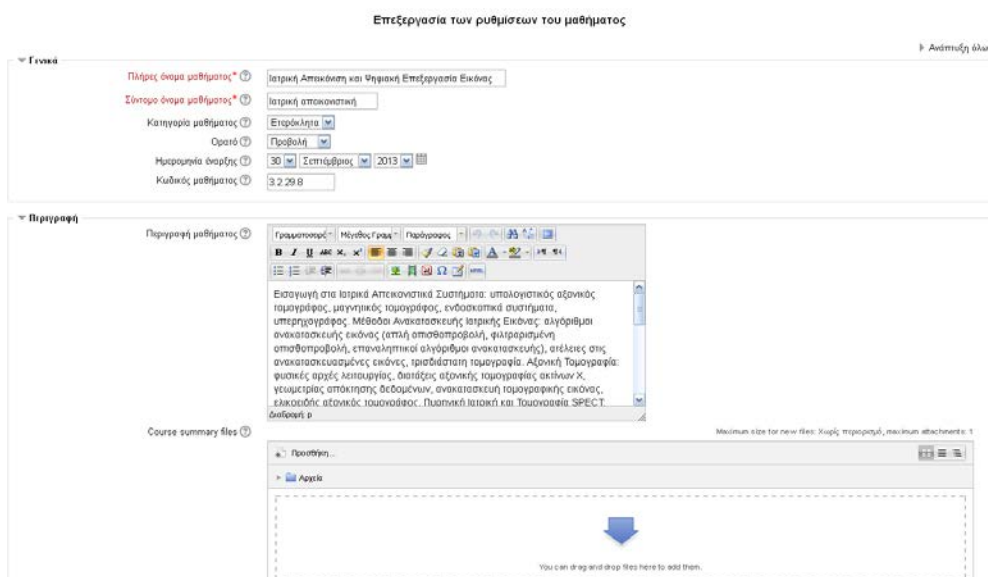 Επεξεργασία των ρυθμίσεων του μαθήματος
Ανάπτυξη όλω
Γενικά
Πλήρες όνομα μαθήματος*
Ιατρική Απεικόνιση και Ψηφιακή Επεξεργασία Εικόνας
Σύντομο όνομα μαθήματος*
Ιατρική απεικονιστική
Κατηγορία μαθήματος
Ετερόκλητα
Ορατό
Προβολή
Ημερομηνία έναρξης
30 Σεπτέμβριος 2013
Κωδικός μαθήματος
3.2.29.8
Περιγραφή
Περιγραφή μαθήματος
Γραμματοσειρά Μέγεθος Γραμ Παράγραφος
B I U ABC
HTML
Εισαγωγή στα Ιατρικά Απεικονιστικά Συστήματα: υπολογιστικός αξονικός
τομογράφος, μαγνητικός τομογράφος, ενδοσκοπικά συστήματα,
υπερηχογράφος. Μέθοδοι Ανακατασκευής Ιατρικής Εικόνας: αλγόριθμοι
ανακατασκευής εικόνας (απλή οπισθοπροβολή, φιλτραρισμένη
οπισθοπροβολή, επαναληπτικοί αλγόριθμοι ανακατασκευής), ατέλειες στις
ανακατασκευασμένες εικόνες, τρισδιάστατη τομογραφία. Αξονική Τομογραφία:
φυσικές αρχές λειτουργίας, διατάξεις αξονικής τομογραφίας ακτίνων Χ,
γεωμετρίες απόκτησης δεδομένων, ανακατασκευή τομογραφικής εικόνας,
ελικοειδής αξονικός τομογράφος. Πυρηνική Ιατρική και Τομογραφία SPECT:
Διαδρομή: p
Course summary files
Maximum size for new files: Χωρίς περιορισμό, maximum attachments: 1
Προσθήκη...
Αρχεία
You can drag and drop files here to add them.